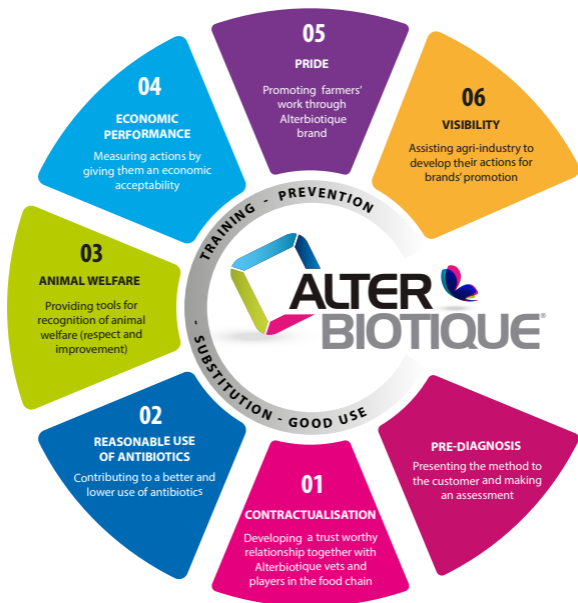 05
PRIDE
Promoting farmers'
work through
Alterbiotique
brand
04
ECONOMIC
PERFORMANCE
Measuring actions by
giving them an economic
acceptability
06
VISIBILITY
Assisting agri-industry to
develop their actions for
brands' promotion
TRAINING - PREVENTION
03
ANIMAL WELFARE
Providing tools for
recognition of animal
welfare (respect and
improvement)
ALTER
BIOTIQUE®
- SUBSTITUTION - GOOD USE
02
REASONABLE USE
OF ANTIBIOTICS
Contributing to a better and
lower use of antibiotics
01
CONTRACTUALISATION
Developing a trust worthy
relationship together with
Alterbiotique vets and
players in the food chain
PRE-DIAGNOSIS
Presenting the method to
the customer and making
an assessment